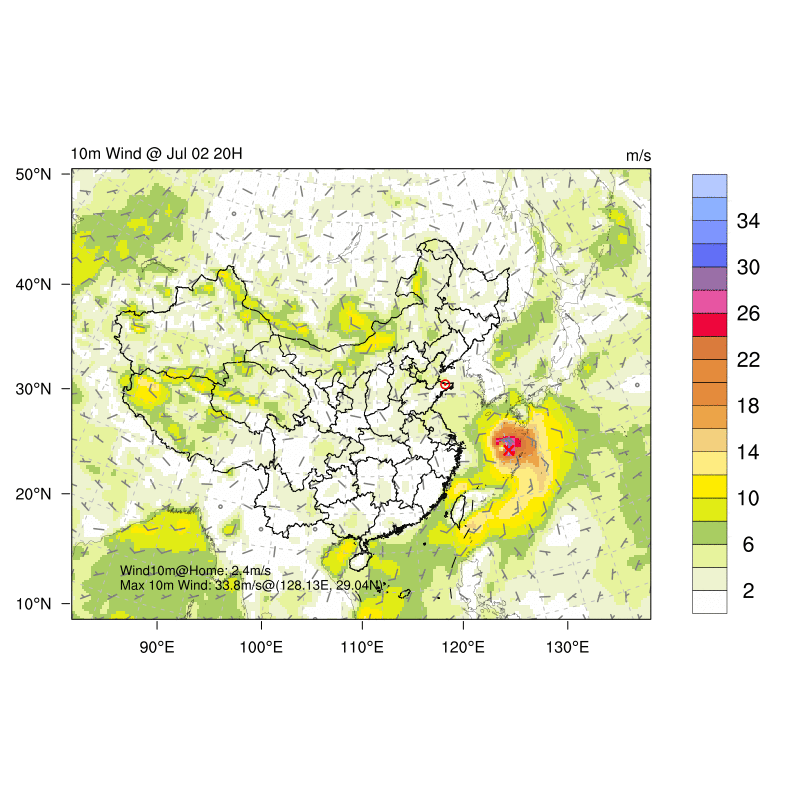 10m Wind @ Jul 02 20H
m/s
50°N
40°N
30°N
20°N
10°N
90°E
100°E
110°E
120°E
130°E
Wind10m@Home: 2.4m/s
Max 10m Wind: 33.8m/s@(128.13E, 29.04N)
34
30
26
22
18
14
10
6
2